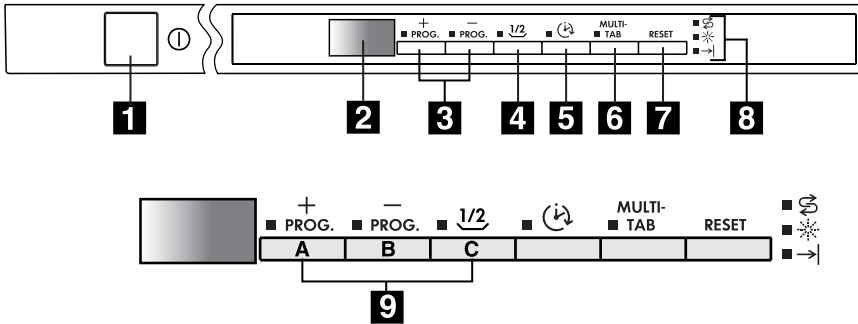 + − MULTI-
PROG. PROG. 1/2 TAB RESET
1 2 3 4 5 6 7 8
+ − MULTI-
PROG. PROG. 1/2 TAB RESET
A B C
9